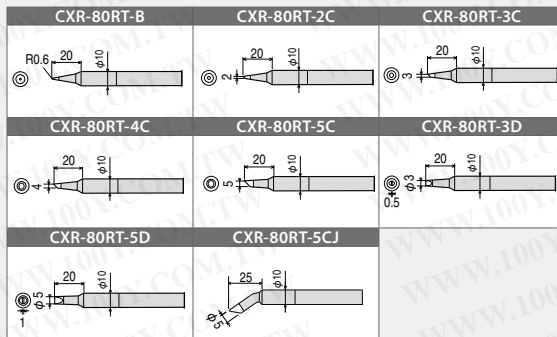 CXR-80RT-B CXR-80RT-2C CXR-80RT-3C
R0.6 20 φ10
2 20 φ10
3 20 φ10
CXR-80RT-4C CXR-80RT-5C CXR-80RT-3D
4 20 φ10
5 20 φ10
φ3 20 φ10
0.5
CXR-80RT-5D CXR-80RT-5CJ
φ5 20 φ10
1
25 φ10
φ5
WWW.100Y.COM.TW